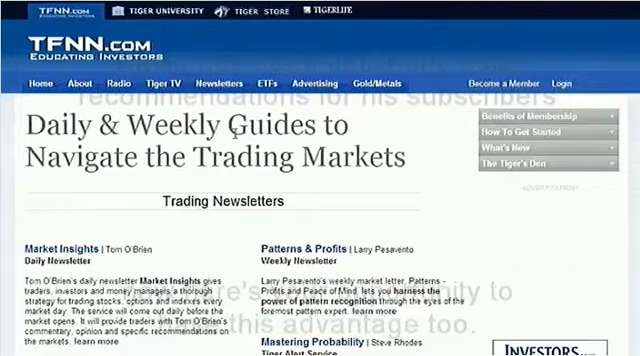 TFNN.COM
EDUCATING INVESTORS
TIGER UNIVERSITY
TIGER STORE
TIGERLIFE
TFNN.COM
EDUCATING INVESTORS
Home About Radio Tiger TV Newsletters ETFs Advertising Gold/Metals Become a Member Login
recommendations for his subscribers
Daily & Weekly Guides to
Navigate the Trading Markets
Benefits of Membership
How To Get Started
What's New
The Tiger's Den
ADVERTISEMENT
Trading Newsletters
Market Insights | Tom O'Brien
Daily Newsletter
Tom O'Brien's daily newsletter Market Insights gives
traders, investors and money managers a thorough
strategy for trading stocks, options and indexes every
market day. The service will come out daily before the
market opens. It will provide traders with Tom O'Brien's
commentary, opinion and specific recommendations on
the markets. learn more
Patterns & Profits | Larry Pesavento
Weekly Newsletter
Larry Pesavento's weekly market letter, Patterns -
Profits and Peace of Mind, lets you harness the
power of pattern recognition through the eyes of the
foremost pattern expert. learn more
Mastering Probability | Steve Rhodes
Tiger Alert Service
to
this advantage too.
INVESTORS